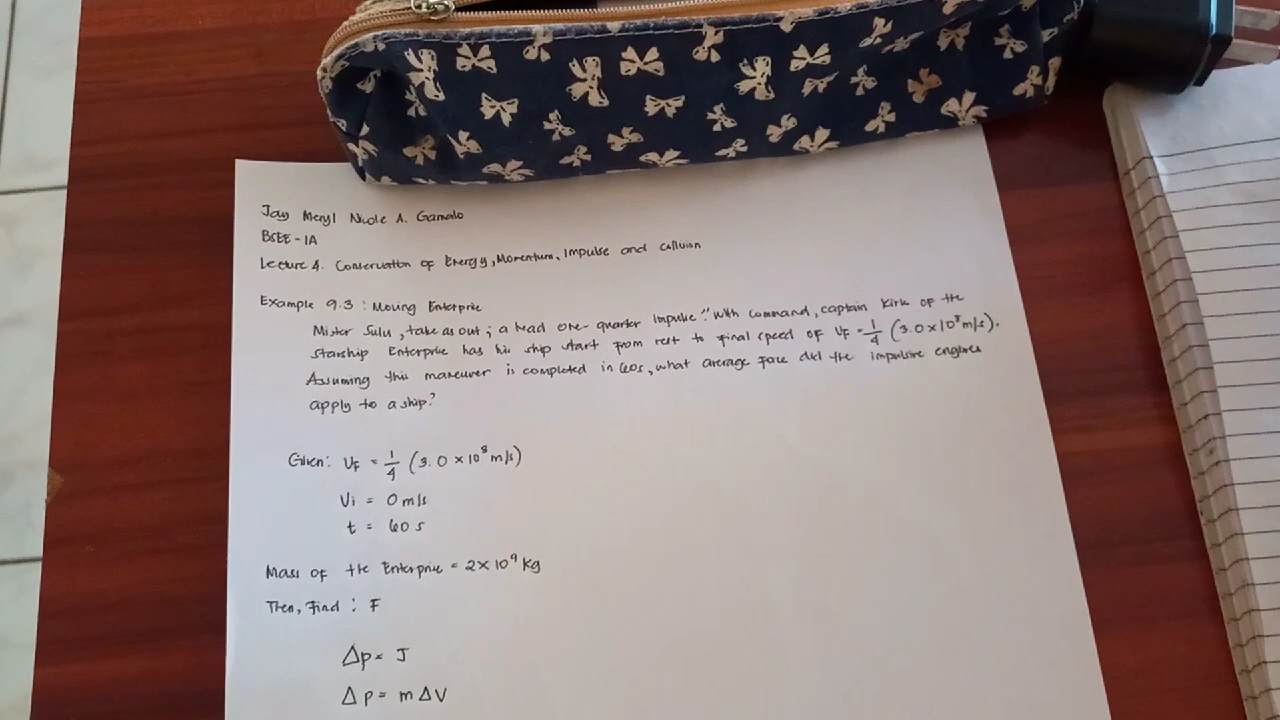 Jay Meryl Nicole A. Gamalo
BSEE - 1A
Lecture 4. Conservation of Energy, Momentum, Impulse and collision
Example 9.3 : Moving Enterprise
Mister Sulu, take us out ; a head one-quarter Impulse." With command, captain Kirk of the
starship Enterprise has his ship start from rest to final speed of VF = 1/4 (3.0 x 10⁸ m/s).
Assuming this maneuver is completed in 60s, what average force did the impulsive engines
apply to a ship?
Given: VF = 1/4 (3.0 x 10⁸ m/s)
Vi = 0 m/s
t = 60 s
Mass of the Enterprise = 2 x 10⁹ kg
Then, Find : F
Δp = J
Δp = m ΔV